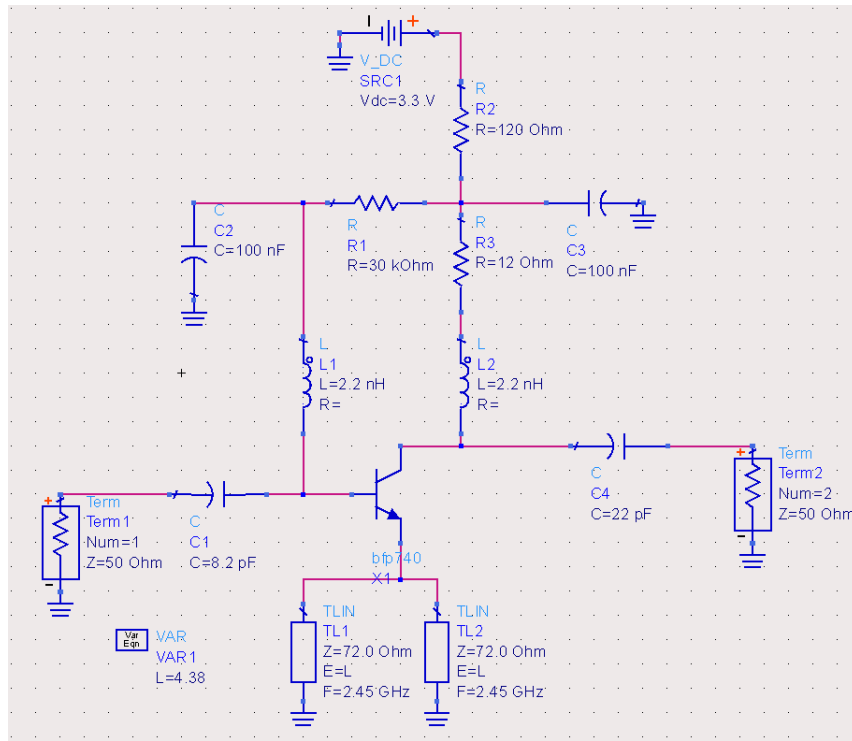 V_DC
SRC1
Vdc=3.3 V
R
R2
R=120 Ohm
C
C2
C=100 nF
R
R1
R=30 kOhm
R
R3
R=12 Ohm
C
C3
C=100 nF
L
L1
L=2.2 nH
R=
L
L2
L=2.2 nH
R=
Term
Term1
Num=1
Z=50 Ohm
C
C1
C=8.2 pF
bfp740
X1
C
C4
C=22 pF
Term
Term2
Num=2
Z=50 Ohm
Var
Eqn
VAR
VAR1
L=4.38
TLIN
TL1
Z=72.0 Ohm
E=L
F=2.45 GHz
TLIN
TL2
Z=72.0 Ohm
E=L
F=2.45 GHz